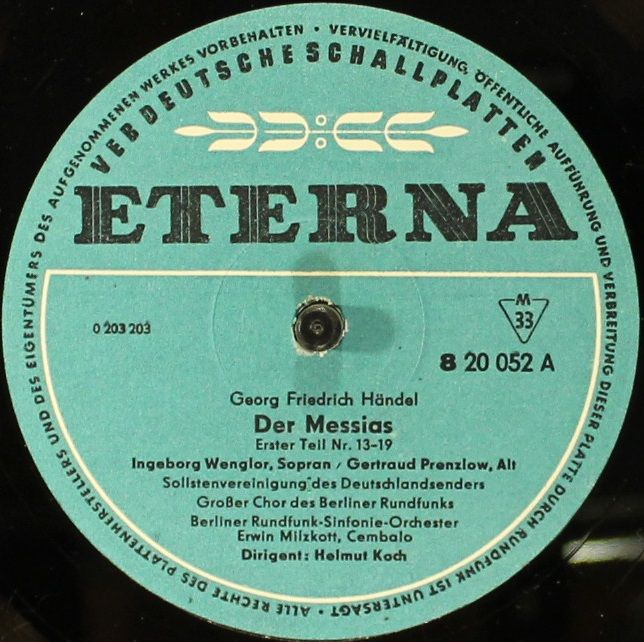 ALLE RECHTE DES PLATTENHERSTELLERS UND DES EIGENTÜMERS DES AUFGENOMMENEN WERKES VORBEHALTEN • VERVIELFÄLTIGUNG, ÖFFENTLICHE AUFFÜHRUNG UND VERBREITUNG DIESER PLATTE DURCH RUNDFUNK IST UNTERSAGT •
VEB DEUTSCHE SCHALLPLATTEN
ETERNA
M
33
0 203 203
8 20 052 A
Georg Friedrich Händel
Der Messias
Erster Teil Nr. 13-19
Ingeborg Wenglor, Sopran / Gertraud Prenzlow, Alt
Solistenvereinigung des Deutschlandsenders
Großer Chor des Berliner Rundfunks
Berliner Rundfunk-Sinfonie-Orchester
Erwin Milzkott, Cembalo
Dirigent: Helmut Koch